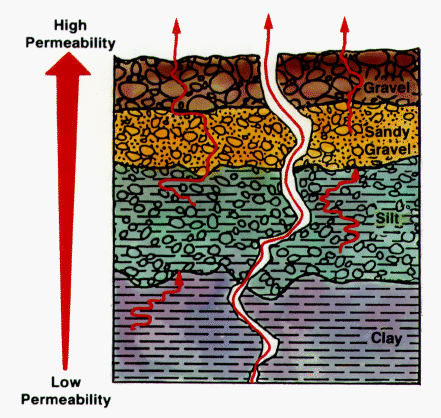 High
Permeability
Gravel
Sandy
Gravel
Silt
Clay
Low
Permeability